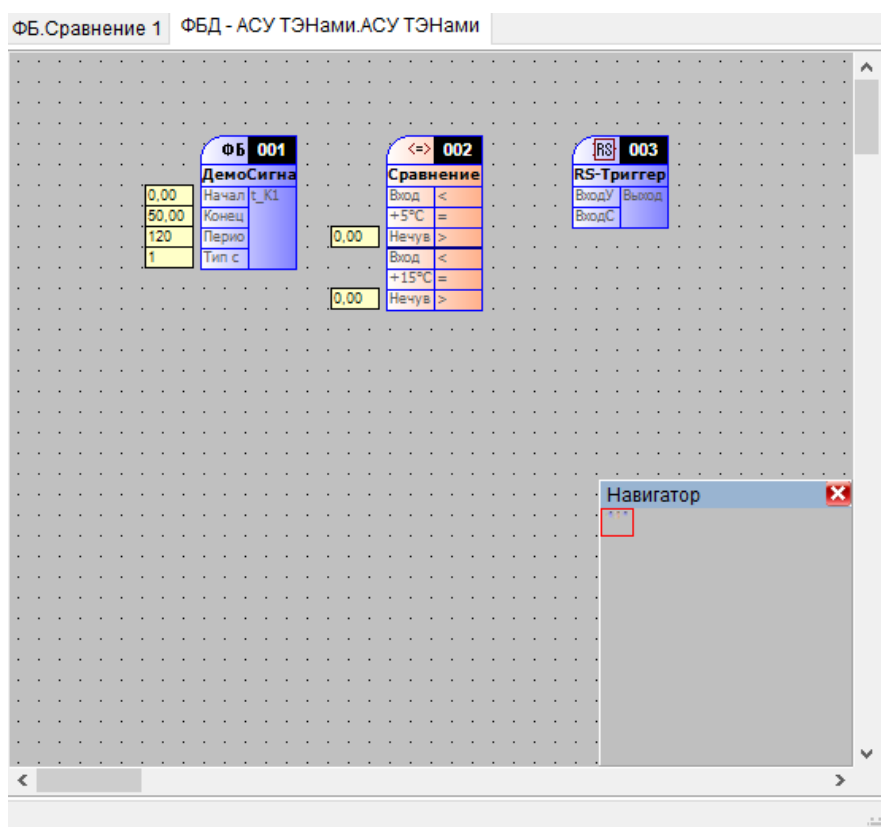 ФБ.Сравнение 1 ФБД - АСУ ТЭНами.АСУ ТЭНами
ФБ 001 <=> 002 RS 003
ДемоСигна Сравнение RS-Триггер
0,00 Начал t_K1 Вход < ВходУ Выход
50,00 Конец +5°C = ВходС
120 Перио 0,00 Нечув >
1 Тип с Вход <
+15°C =
0,00 Нечув >
Навигатор